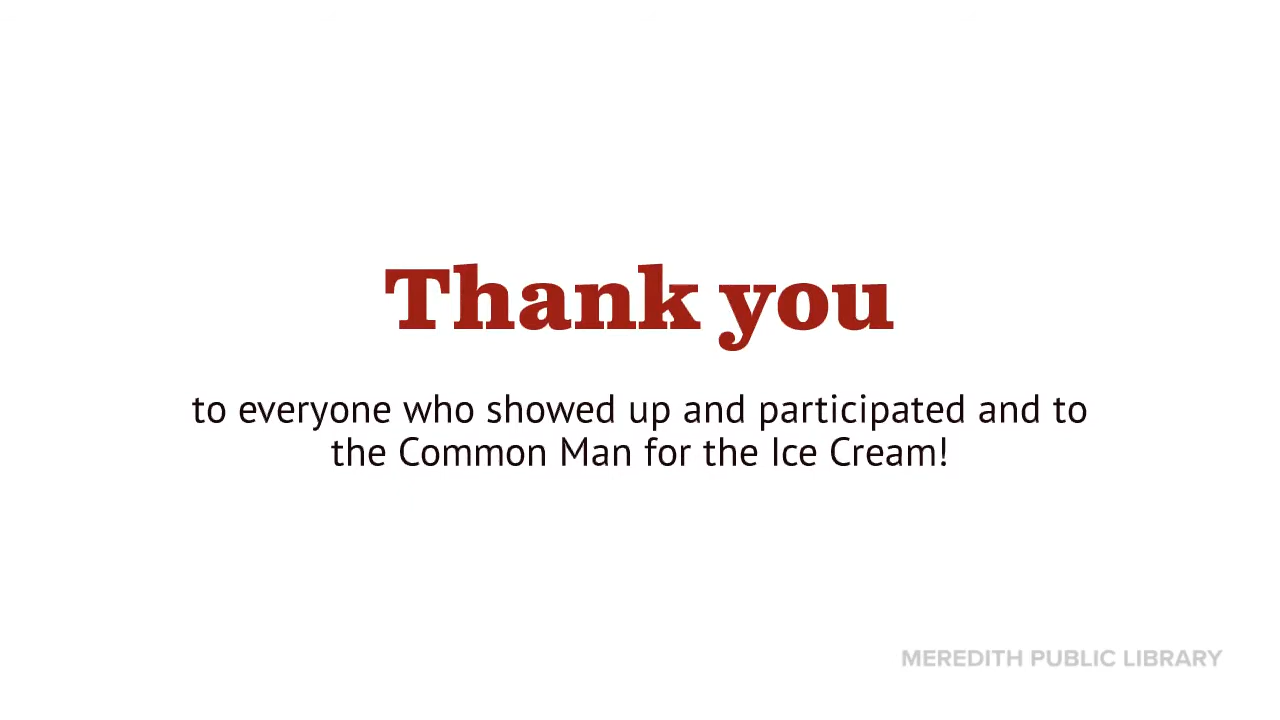 Thank you
to everyone who showed up and participated and to
the Common Man for the Ice Cream!
MEREDITH PUBLIC LIBRARY